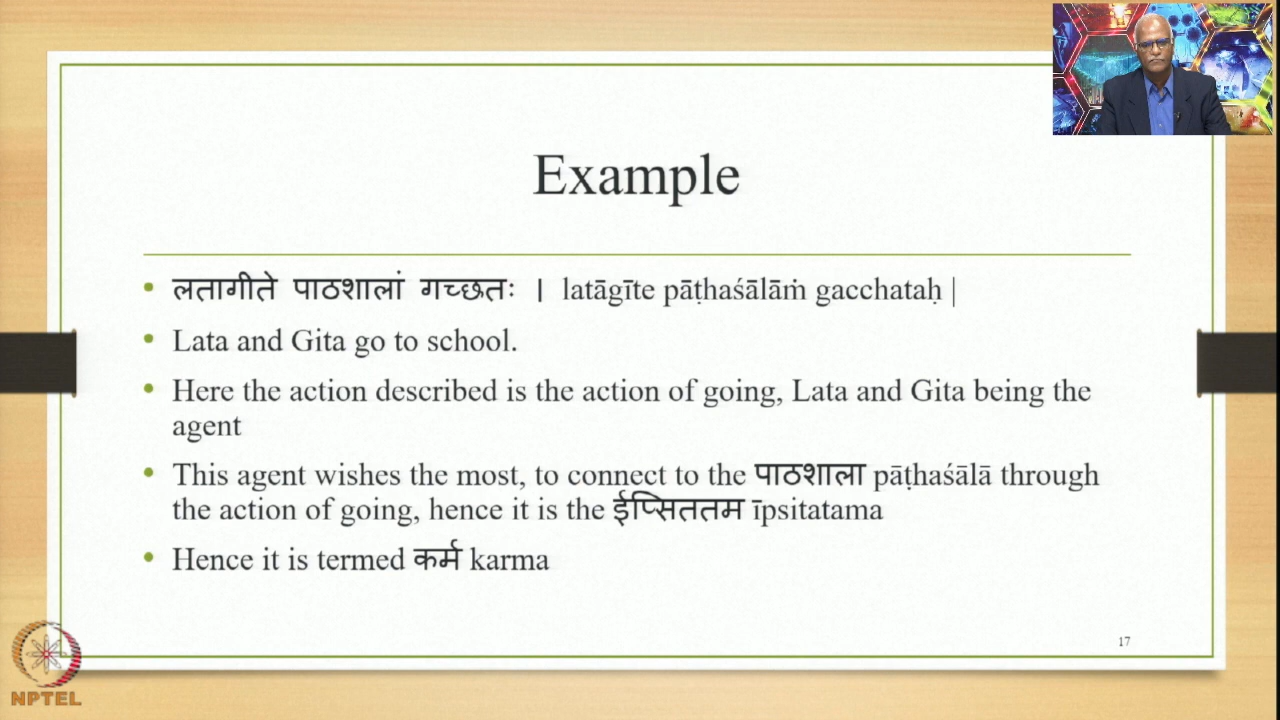 Example
• लतागीते पाठशालां गच्छतः । latāgīte pāṭhaśālāṁ gacchataḥ |
• Lata and Gita go to school.
• Here the action described is the action of going, Lata and Gita being the
agent
• This agent wishes the most, to connect to the पाठशाला pāṭhaśālā through
the action of going, hence it is the ईप्सिततम īpsitatama
• Hence it is termed कर्म karma
17
NPTEL